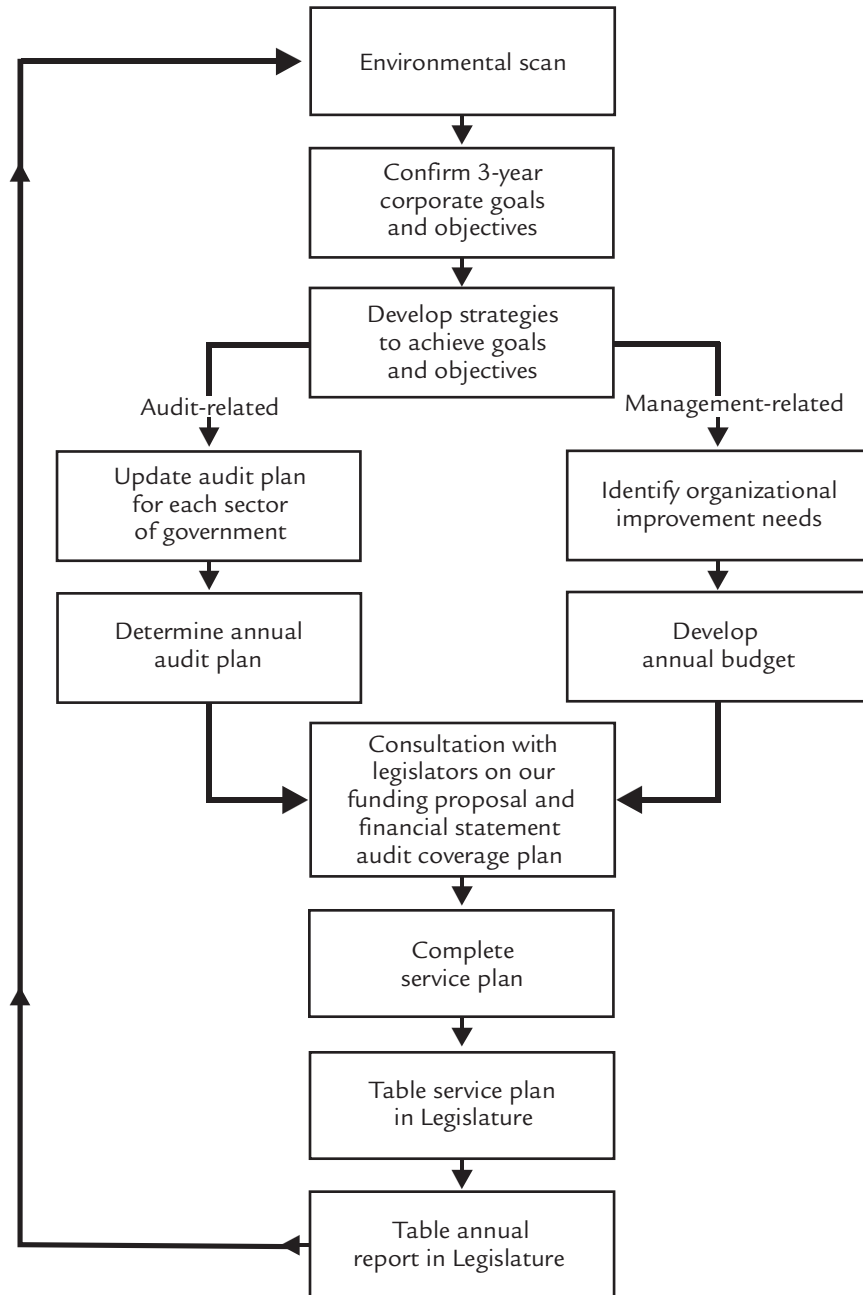 Environmental scan
Confirm 3-year
corporate goals
and objectives
Develop strategies
to achieve goals
and objectives
Audit-related
Management-related
Update audit plan
for each sector
of government
Identify organizational
improvement needs
Determine annual
audit plan
Develop
annual budget
Consultation with
legislators on our
funding proposal and
financial statement
audit coverage plan
Complete
service plan
Table service plan
in Legislature
Table annual
report in Legislature